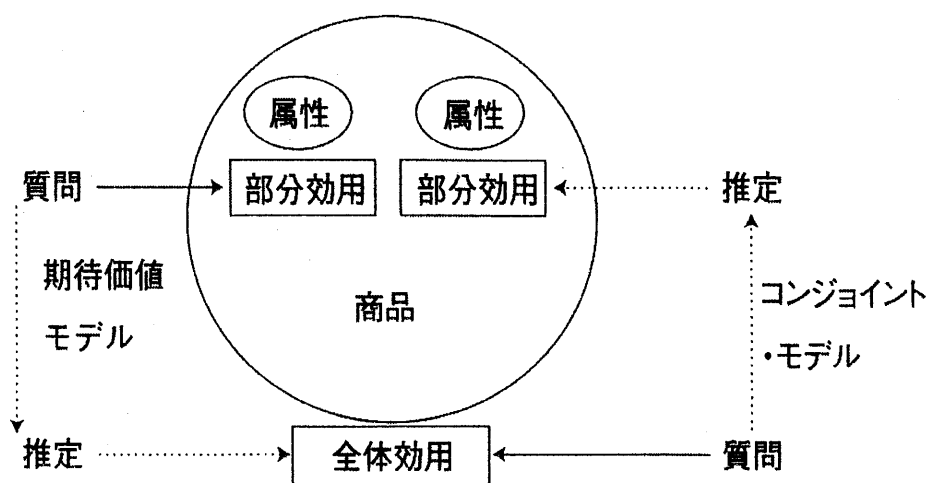 属性 属性
質問 部分効用 部分効用 推定
期待価値
モデル
商品
コンジョイント
・モデル
推定 全体効用 質問